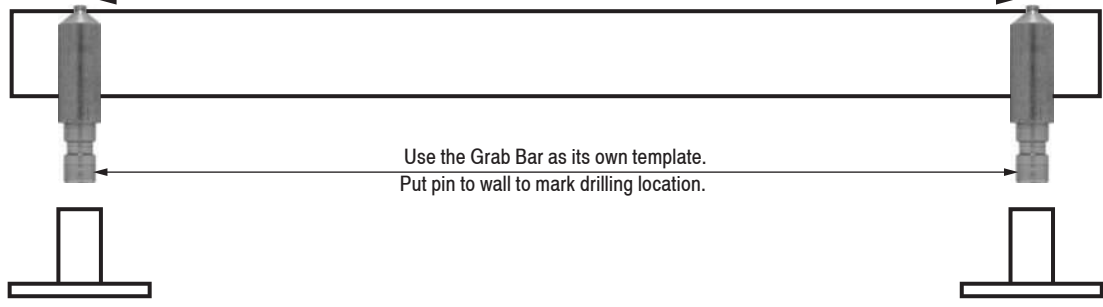 Use the Grab Bar as its own template.
Put pin to wall to mark drilling location.